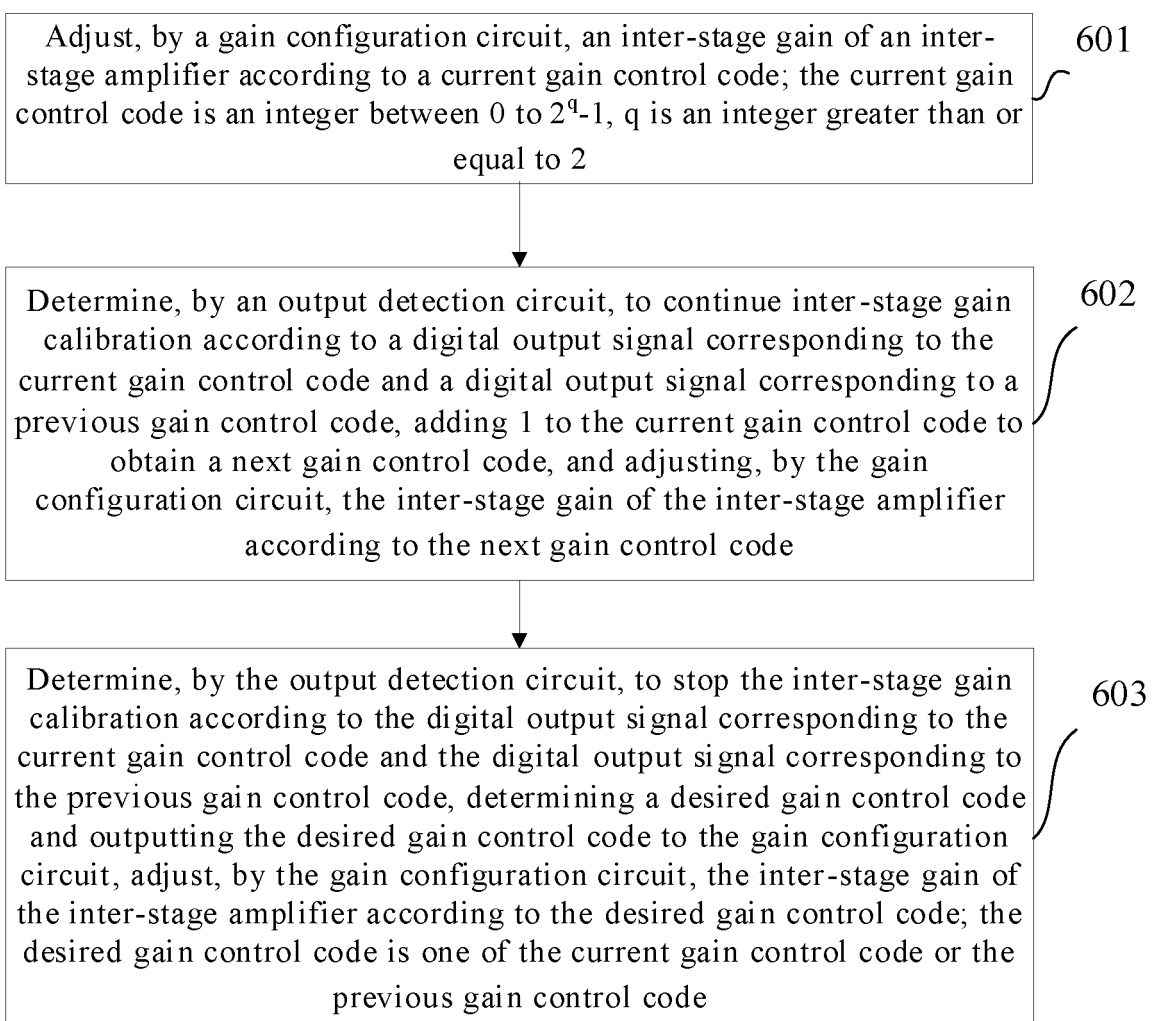 Adjust, by a gain configuration circuit, an inter-
stage amplifier according to a current gain control code; the current gain
control code is an integer between 0 to 2^q-1, q is an integer greater than or
equal to 2
601
Determine, by an output detection circuit, to continue inter-stage gain
calibration according to a digital output signal corresponding to the
current gain control code and a digital output signal corresponding to a
previous gain control code, adding 1 to the current gain control code to
obtain a next gain control code, and adjusting, by the gain
configuration circuit, the inter-stage gain of the inter-stage amplifier
according to the next gain control code
602
Determine, by the output detection circuit, to stop the inter-stage gain
calibration according to the digital output signal corresponding to the
current gain control code and the digital output signal corresponding to
the previous gain control code, determining a desired gain control code
and outputting the desired gain control code to the gain configuration
circuit, adjust, by the gain configuration circuit, the inter-stage gain of
the inter-stage amplifier according to the desired gain control code; the
desired gain control code is one of the current gain control code or the
previous gain control code
603